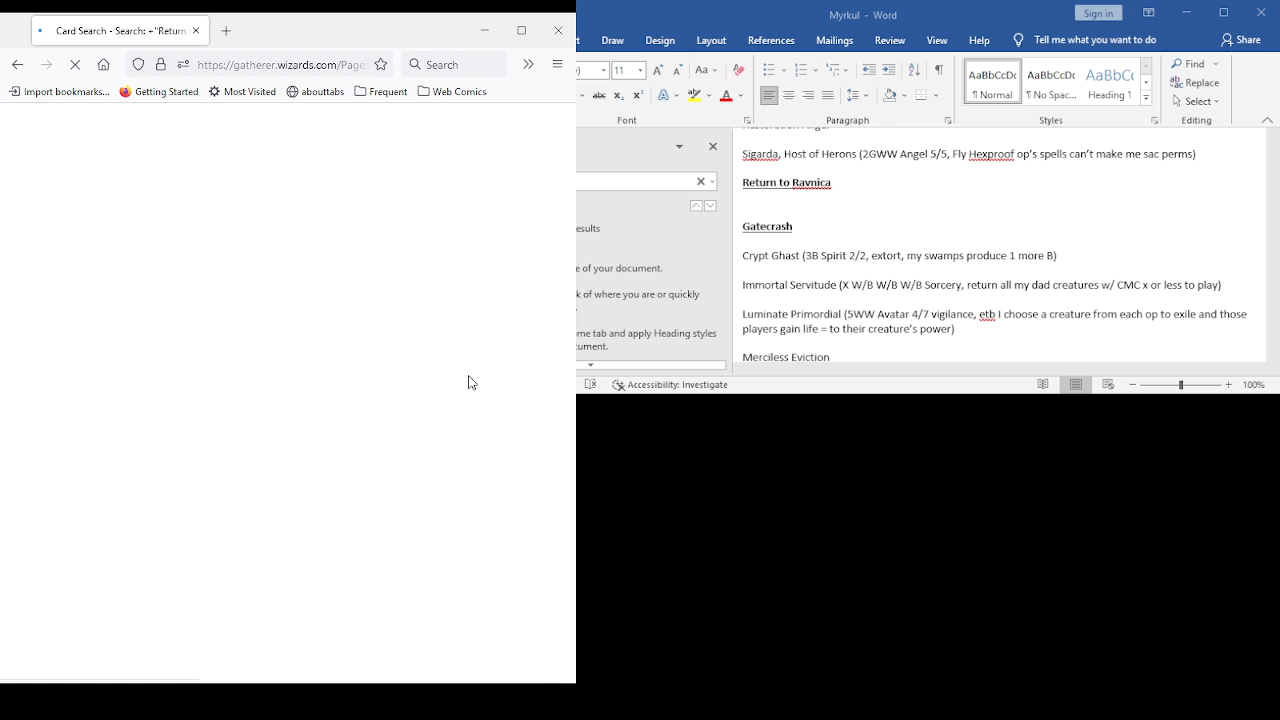 Myrkul - Word
Sign in
Card Search - Search: +"Return
Draw Design Layout References Mailings Review View Help Tell me what you want to do Share
https://gatherer.wizards.com/Page
Search
11
Aa
AaBbCcDc AaBbCcDc AaBbCc
¶ Normal ¶ No Spac... Heading 1
Find
Replace
Select
Import bookmarks... Getting Started Most Visited abouttabs Frequent Web Comics
Font Paragraph Styles Editing
Sigarda, Host of Herons (2GWW Angel 5/5, Fly Hexproof op's spells can't make me sac perms)
Return to Ravnica
esults
Gatecrash
Crypt Ghast (3B Spirit 2/2, extort, my swamps produce 1 more B)
e of your document.
Immortal Servitude (X W/B W/B W/B Sorcery, return all my dad creatures w/ CMC x or less to play)
k of where you are or quickly
Luminate Primordial (5WW Avatar 4/7 vigilance, etb I choose a creature from each op to exile and those
players gain life = to their creature's power)
me tab and apply Heading styles
cument.
Merciless Eviction
Accessibility: Investigate
100%